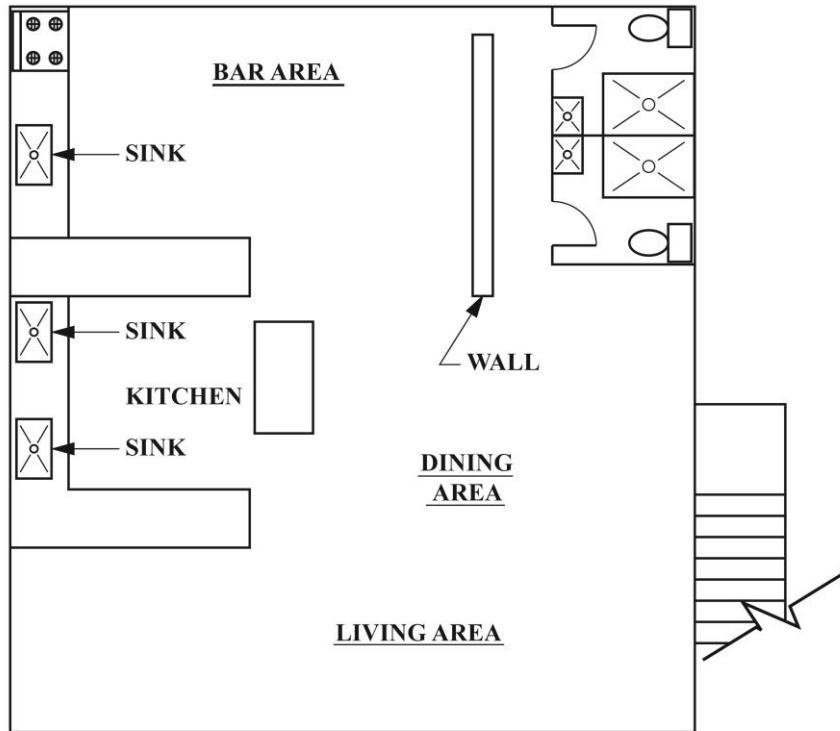 BAR AREA
SINK
SINK
WALL
KITCHEN
SINK
DINING
AREA
LIVING AREA